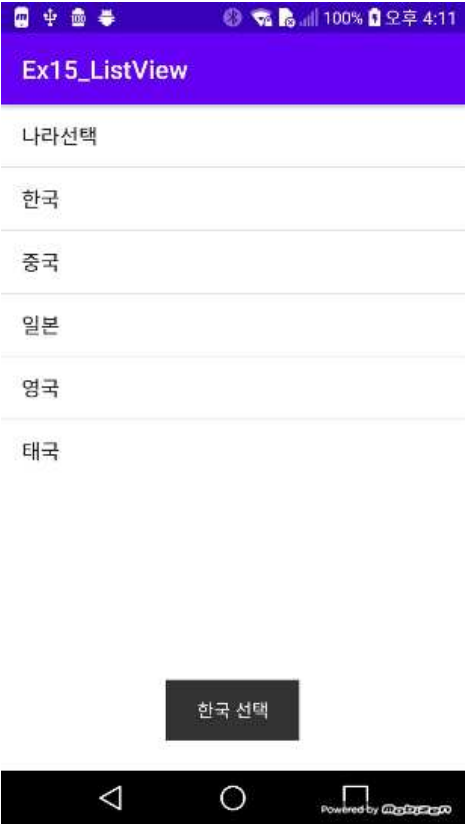 100% 오후 4:11
Ex15_ListView
나라선택
한국
중국
일본
영국
태국
한국 선택
Powered by Mobizen